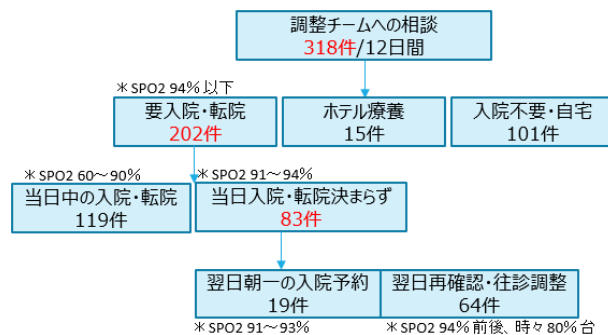 調整チームへの相談
318件/12日間
＊SPO2 94％以下
要入院・転院
202件
ホテル療養
15件
入院不要・自宅
101件
＊SPO2 60～90％
当日中の入院・転院
119件
＊SPO2 91～94％
当日入院・転院決まらず
83件
翌日朝一の入院予約
19件
＊SPO2 91～93％
翌日再確認・往診調整
64件
＊SPO2 94％前後、時々 80％台